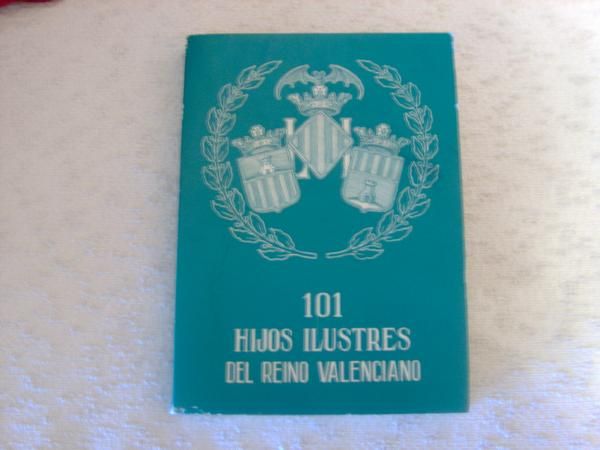 101
HIJOS ILUSTRES
DEL REINO VALENCIANO